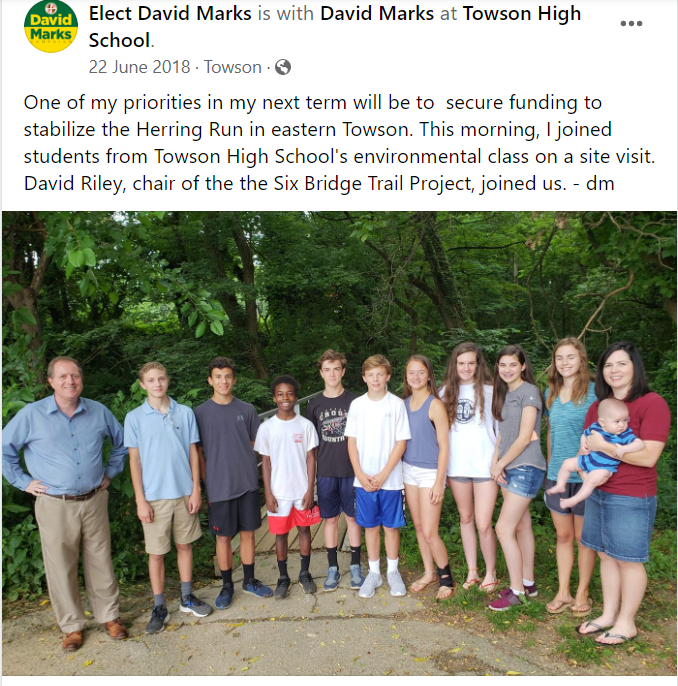 David
Marks
Elect David Marks is with David Marks at Towson High
School.
22 June 2018 · Towson ·
One of my priorities in my next term will be to  secure funding to
stabilize the Herring Run in eastern Towson. This morning, I joined
students from Towson High School's environmental class on a site visit.
David Riley, chair of the the Six Bridge Trail Project, joined us. - dm